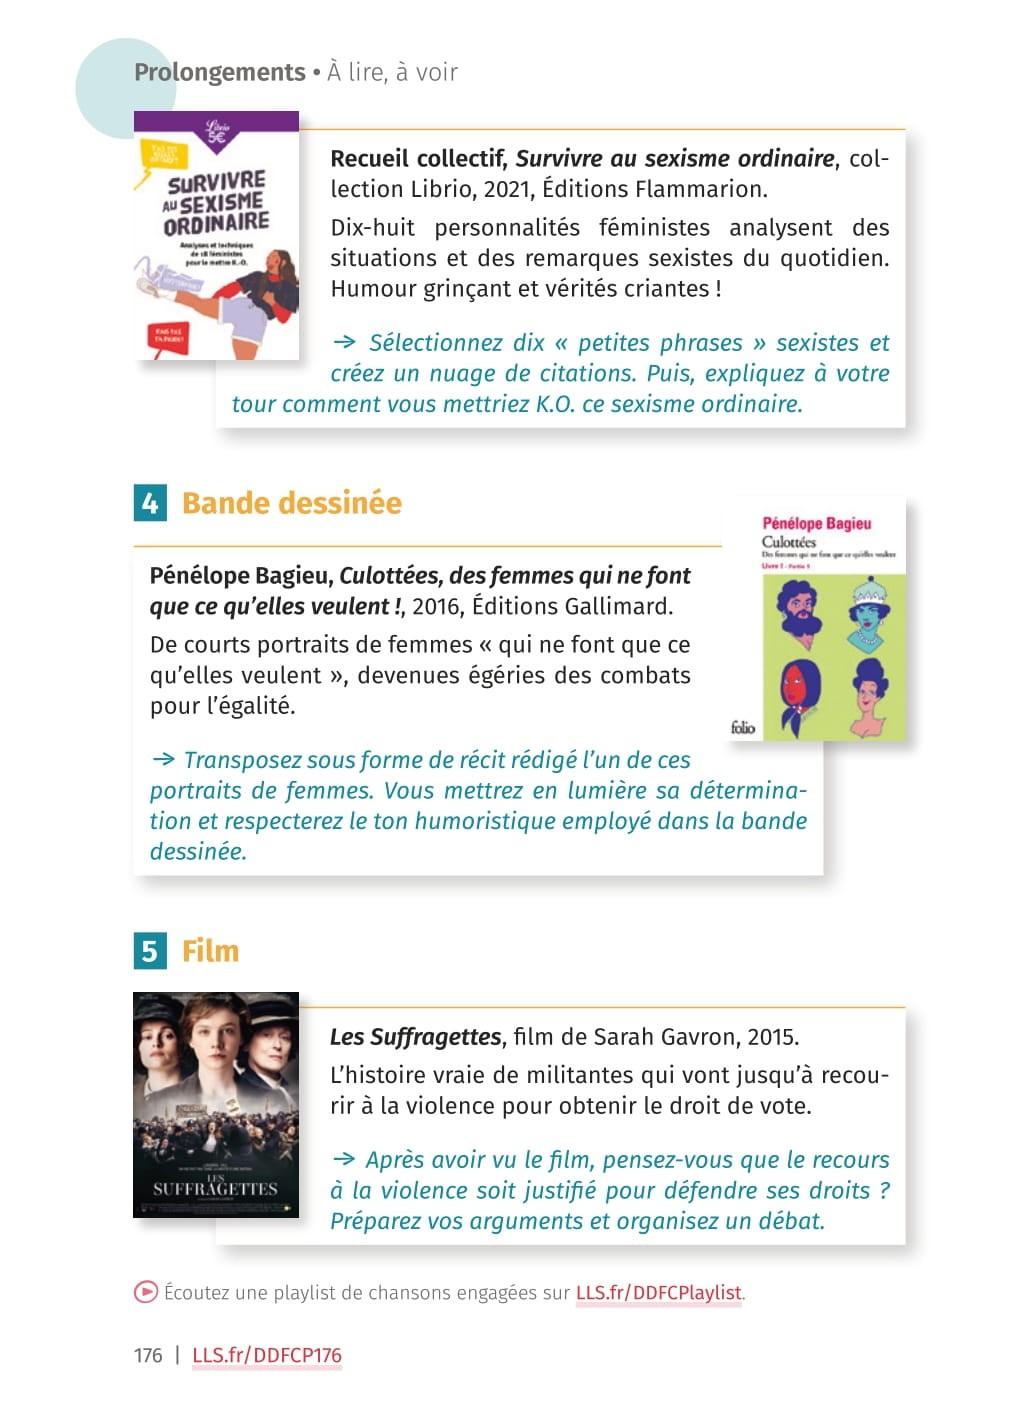 Prolongements • À lire, à voir
Librio
5€
SURVIVRE
AU SEXISME
ORDINAIRE
Analyses et techniques
de 18 féministes
pour le mettre K.-O.
Recueil collectif, Survivre au sexisme ordinaire, col-
lection Librio, 2021, Éditions Flammarion.
Dix-huit personnalités féministes analysent des
situations et des remarques sexistes du quotidien.
Humour grinçant et vérités criantes !
→ Sélectionnez dix « petites phrases » sexistes et
créez un nuage de citations. Puis, expliquez à votre
tour comment vous mettriez K.O. ce sexisme ordinaire.
4 Bande dessinée
Pénélope Bagieu, Culottées, des femmes qui ne font
que ce qu’elles veulent !, 2016, Éditions Gallimard.
De courts portraits de femmes « qui ne font que ce
qu’elles veulent », devenues égéries des combats
pour l’égalité.
→ Transposez sous forme de récit rédigé l’un de ces
portraits de femmes. Vous mettrez en lumière sa détermina-
tion et respecterez le ton humoristique employé dans la bande
dessinée.
Pénélope Bagieu
Culottées
Des femmes qui ne font que ce qu'elles veulent
Livre I - Partie 1
folio
5 Film
LES
SUFFRAGETTES
Les Suffragettes, film de Sarah Gavron, 2015.
L’histoire vraie de militantes qui vont jusqu’à recou-
rir à la violence pour obtenir le droit de vote.
→ Après avoir vu le film, pensez-vous que le recours
à la violence soit justifié pour défendre ses droits ?
Préparez vos arguments et organisez un débat.
Écoutez une playlist de chansons engagées sur LLS.fr/DDFCPlaylist.
176 | LLS.fr/DDFCP176